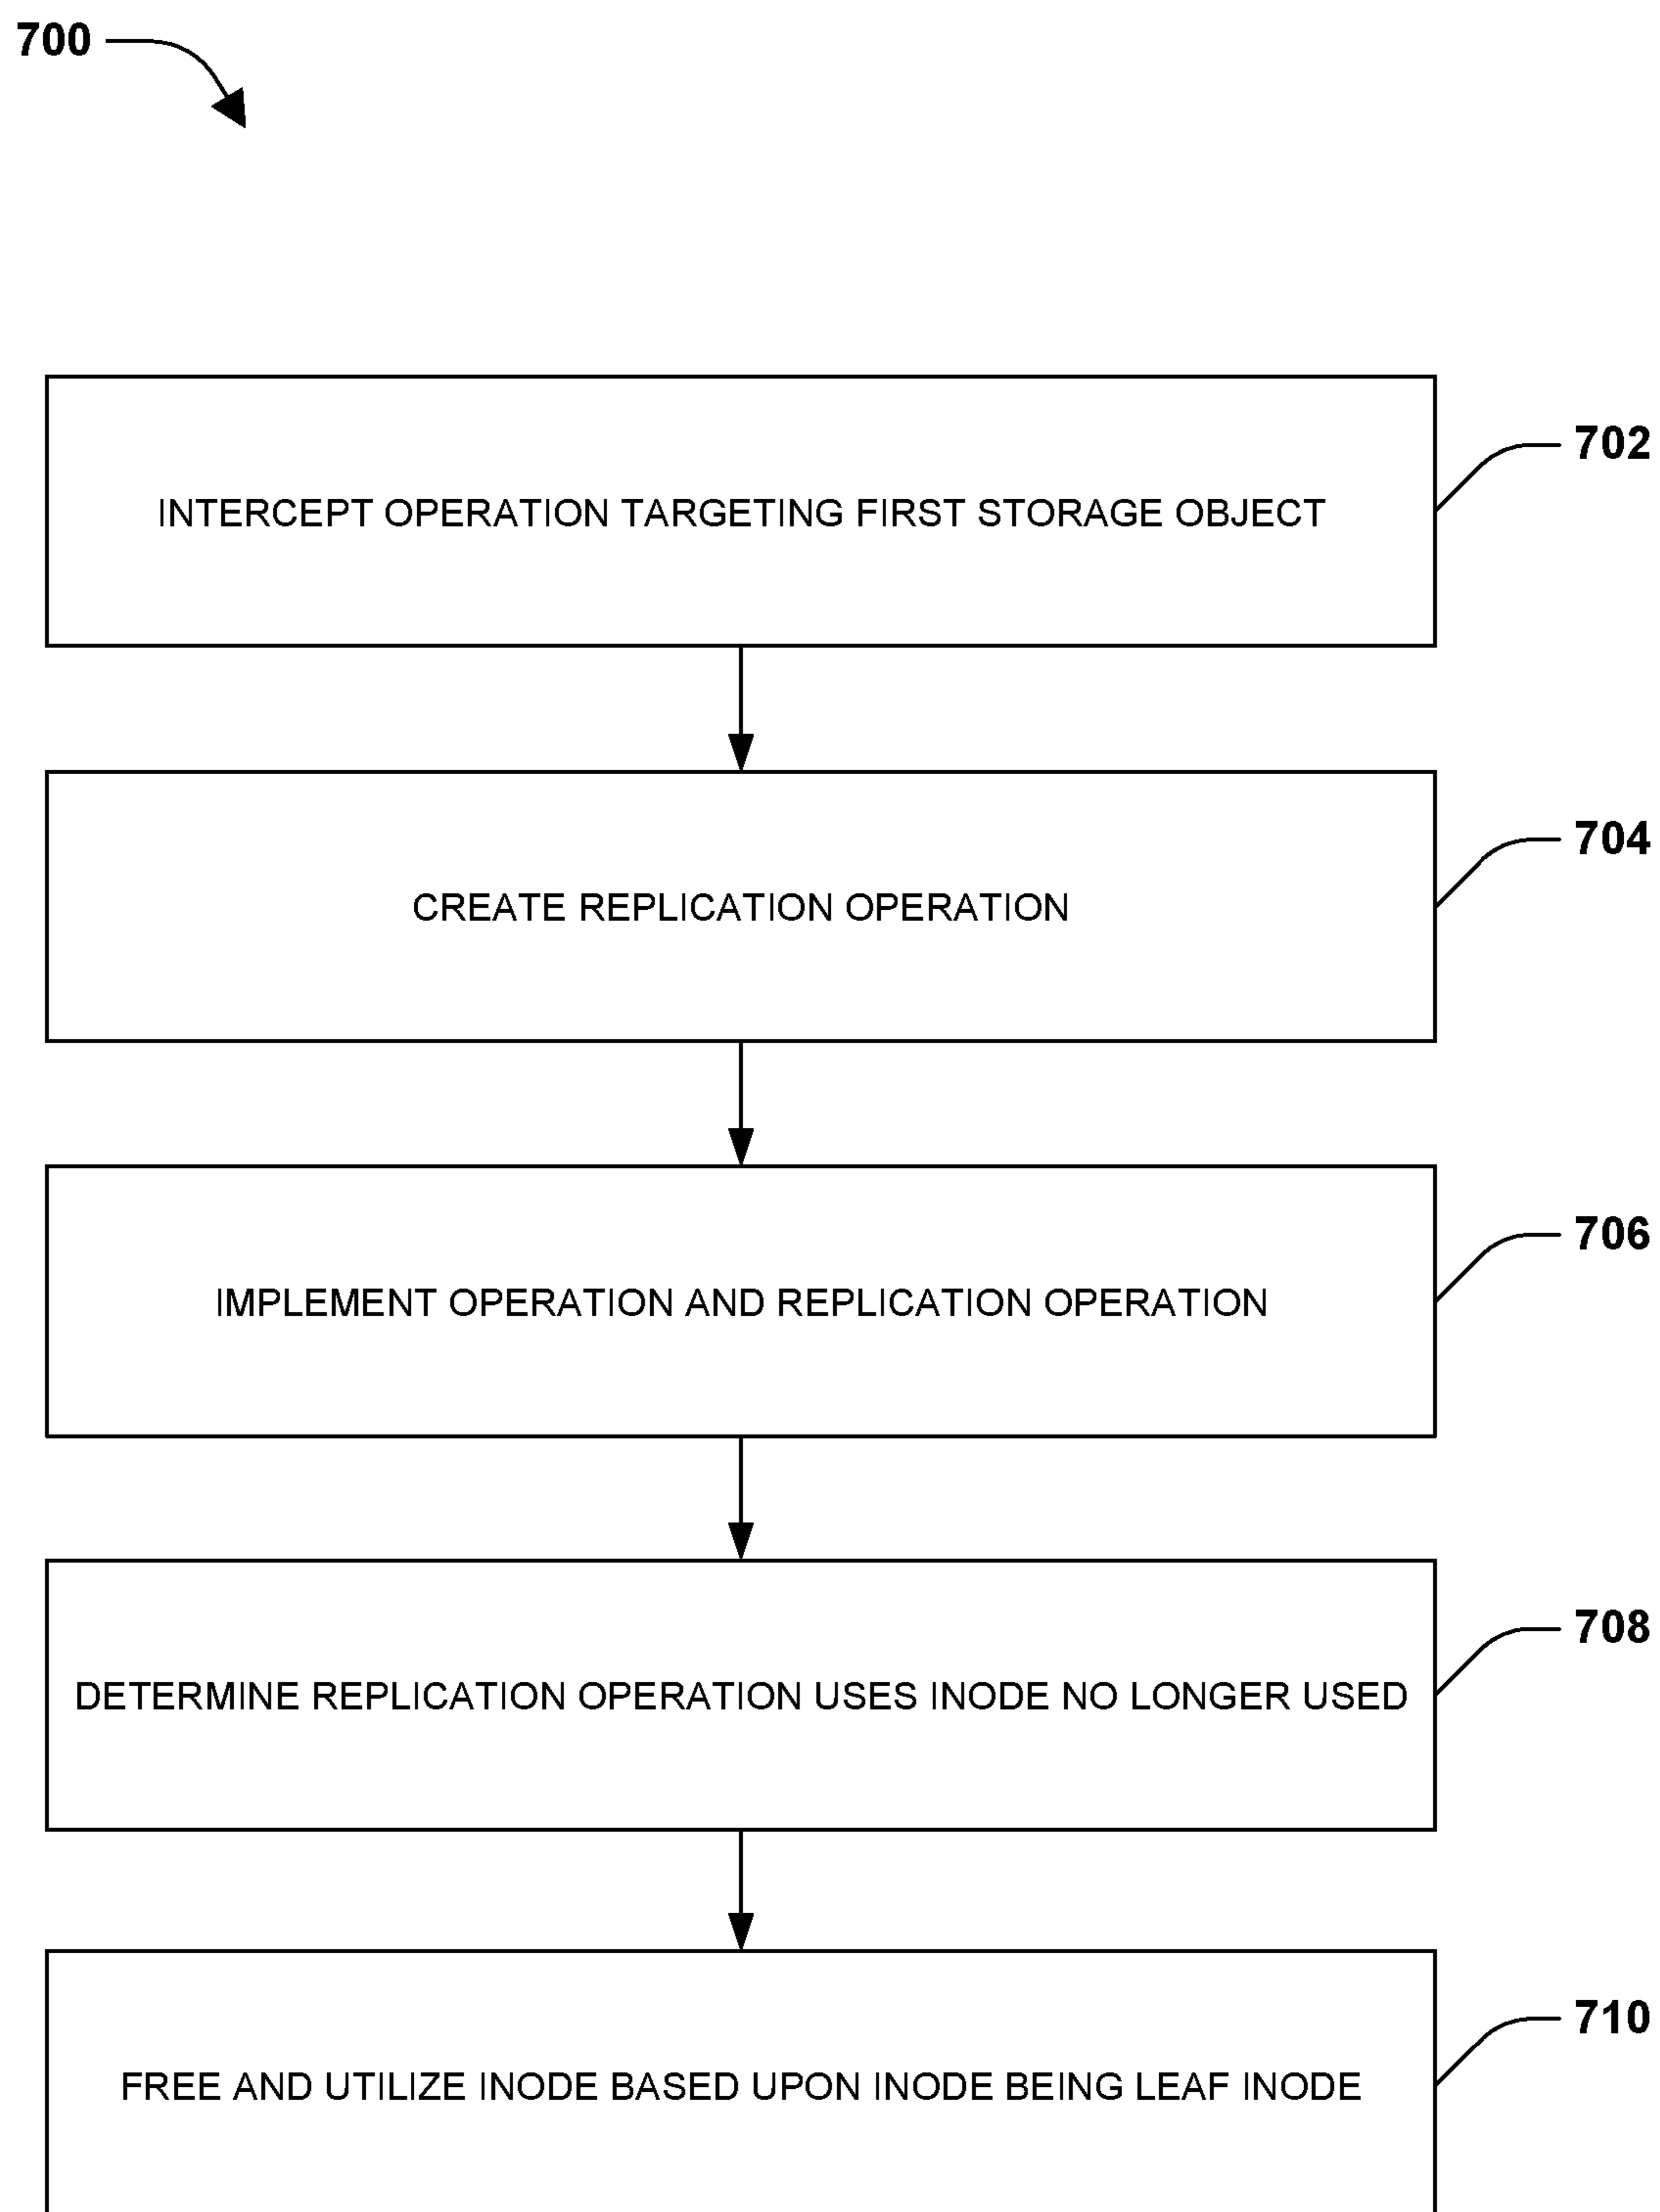 700
INTERCEPT OPERATION TARGETING FIRST STORAGE OBJECT
702
CREATE REPLICATION OPERATION
704
IMPLEMENT OPERATION AND REPLICATION OPERATION
706
DETERMINE REPLICATION OPERATION USES INODE NO LONGER USED
708
FREE AND UTILIZE INODE BASED UPON INODE BEING LEAF INODE
710